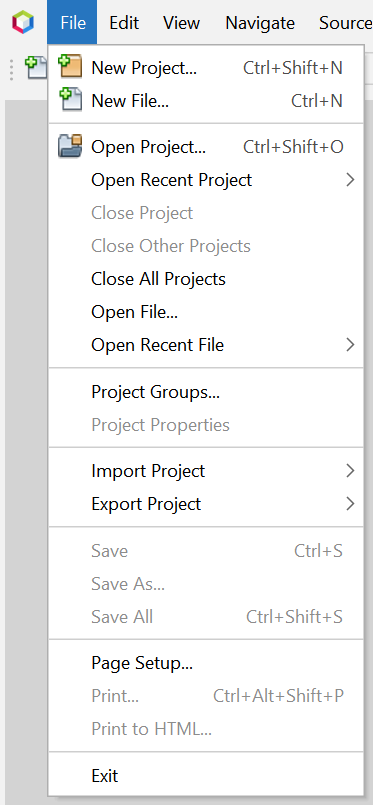 File Edit View Navigate Source
New Project... Ctrl+Shift+N
New File... Ctrl+N
Open Project... Ctrl+Shift+O
Open Recent Project
Close Project
Close Other Projects
Close All Projects
Open File...
Open Recent File
Project Groups...
Project Properties
Import Project
Export Project
Save Ctrl+S
Save As...
Save All Ctrl+Shift+S
Page Setup...
Print... Ctrl+Alt+Shift+P
Print to HTML...
Exit